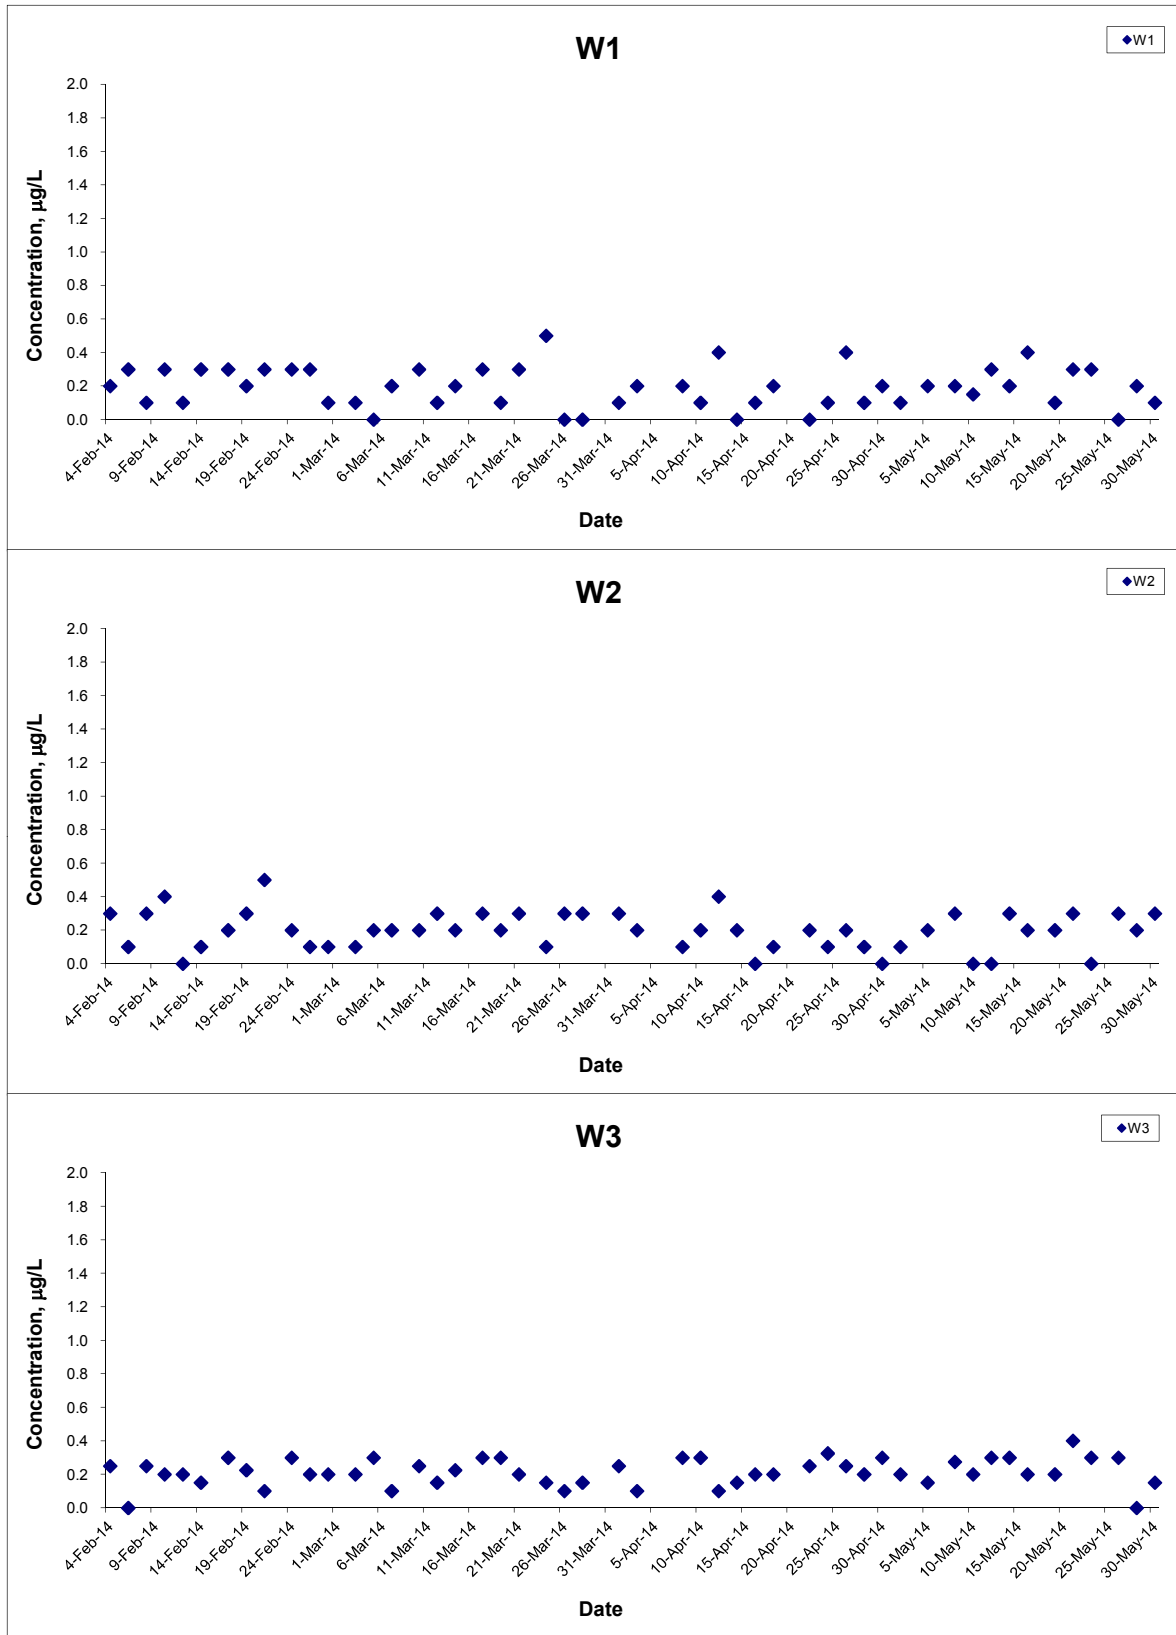 W1
W1
2.0
1.8
1.6
1.4
1.2
1.0
0.8
0.6
0.4
0.2
0.0
Concentration, µg/L
4-Feb-14
9-Feb-14
14-Feb-14
19-Feb-14
24-Feb-14
1-Mar-14
6-Mar-14
11-Mar-14
16-Mar-14
21-Mar-14
26-Mar-14
31-Mar-14
5-Apr-14
10-Apr-14
15-Apr-14
20-Apr-14
25-Apr-14
30-Apr-14
5-May-14
10-May-14
15-May-14
20-May-14
25-May-14
30-May-14
Date
W2
W2
2.0
1.8
1.6
1.4
1.2
1.0
0.8
0.6
0.4
0.2
0.0
Concentration, µg/L
4-Feb-14
9-Feb-14
14-Feb-14
19-Feb-14
24-Feb-14
1-Mar-14
6-Mar-14
11-Mar-14
16-Mar-14
21-Mar-14
26-Mar-14
31-Mar-14
5-Apr-14
10-Apr-14
15-Apr-14
20-Apr-14
25-Apr-14
30-Apr-14
5-May-14
10-May-14
15-May-14
20-May-14
25-May-14
30-May-14
Date
W3
W3
2.0
1.8
1.6
1.4
1.2
1.0
0.8
0.6
0.4
0.2
0.0
Concentration, µg/L
4-Feb-14
9-Feb-14
14-Feb-14
19-Feb-14
24-Feb-14
1-Mar-14
6-Mar-14
11-Mar-14
16-Mar-14
21-Mar-14
26-Mar-14
31-Mar-14
5-Apr-14
10-Apr-14
15-Apr-14
20-Apr-14
25-Apr-14
30-Apr-14
5-May-14
10-May-14
15-May-14
20-May-14
25-May-14
30-May-14
Date